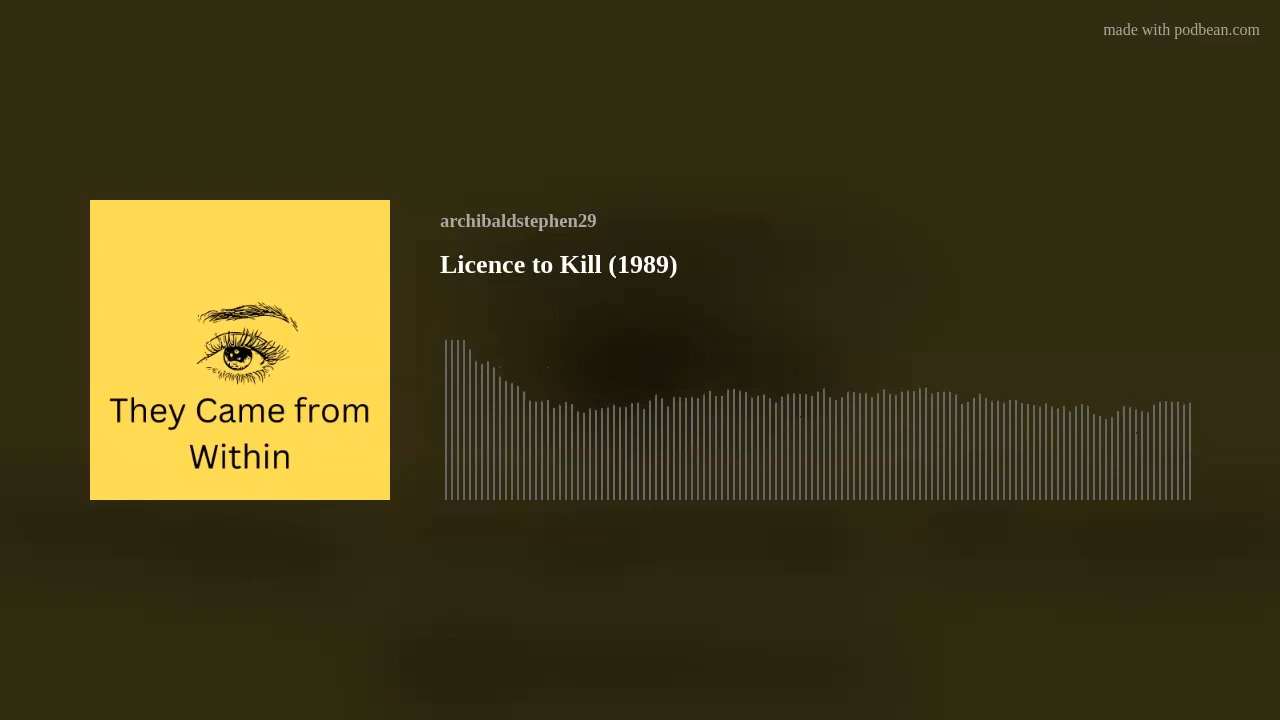 made with podbean.com
archibaldstephen29
Licence to Kill (1989)
They Came from
Within